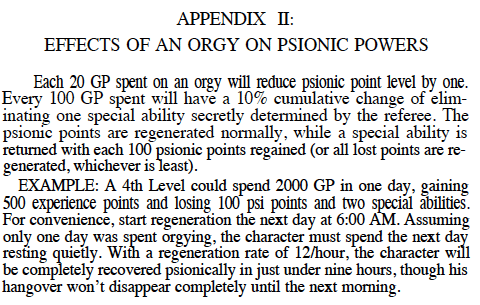 APPENDIX II:
EFFECTS OF AN ORGY ON PSIONIC POWERS
Each 20 GP spent on an orgy will reduce psionic point level by one.
Every 100 GP spent will have a 10% cumulative change of elim-
inating one special ability secretly determined by the referee. The
psionic points are regenerated normally, while a special ability is
returned with each 100 psionic points regained (or all lost points are re-
generated, whichever is least).
EXAMPLE: A 4th Level could spend 2000 GP in one day, gaining
500 experience points and losing 100 psi points and two special abilities.
For convenience, start regeneration the next day at 6:00 AM. Assuming
only one day was spent orgying, the character must spend the next day
resting quietly. With a regeneration rate of 12/hour, the character will
be completely recovered psionically in just under nine hours, though his
hangover won't disappear completely until the next morning.